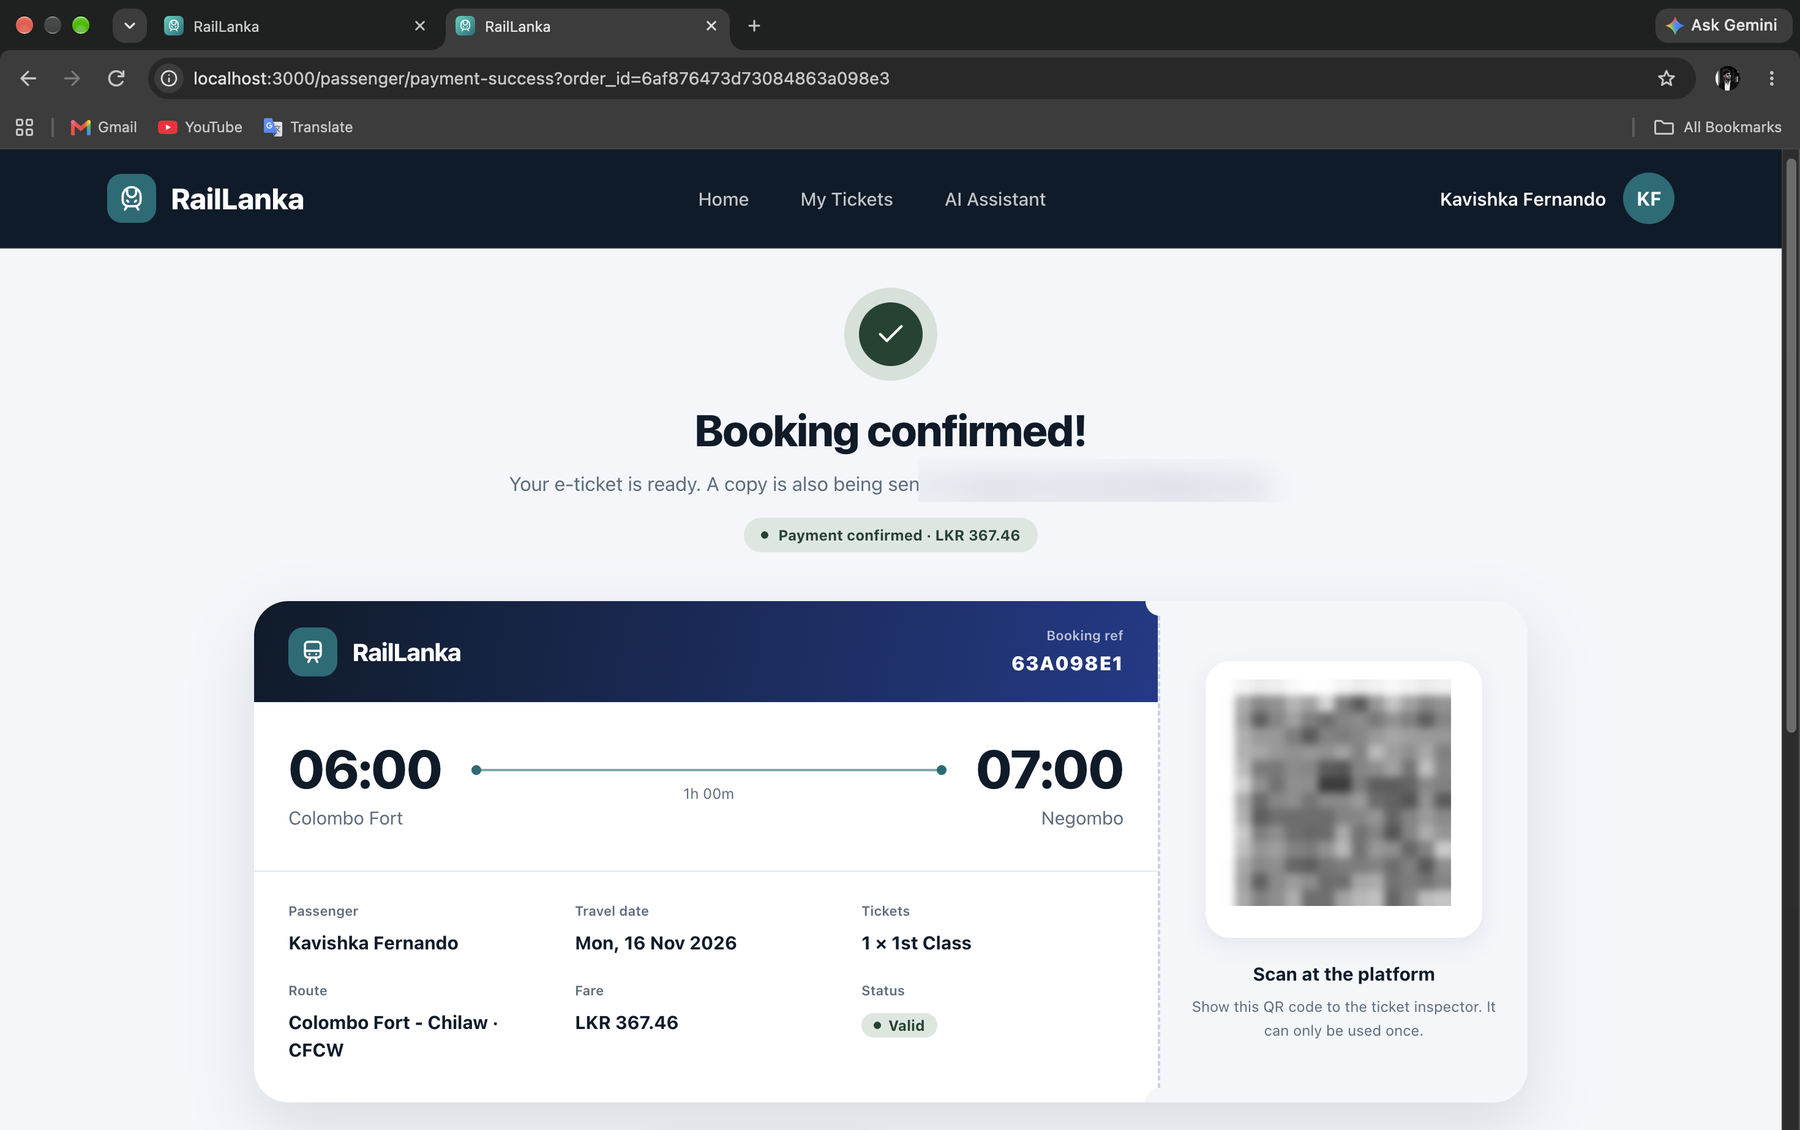 RailLanka
RailLanka
Ask Gemini
localhost:3000/passenger/payment-success?order_id=6af876473d73084863a098e3
Gmail
YouTube
Translate
All Bookmarks
RailLanka
Home
My Tickets
AI Assistant
Kavishka Fernando
KF
Booking confirmed!
Your e-ticket is ready. A copy is also being
Payment confirmed · LKR 367.46
RailLanka
Booking ref
63A098E1
06:00
07:00
1h 00m
Colombo Fort
Negombo
Passenger
Travel date
Tickets
Kavishka Fernando
Mon, 16 Nov 2026
1 × 1st Class
Route
Fare
Status
Colombo Fort - Chilaw ·
CFCW
LKR 367.46
Valid
Scan at the platform
Show this QR code to the ticket inspector. It
can only be used once.